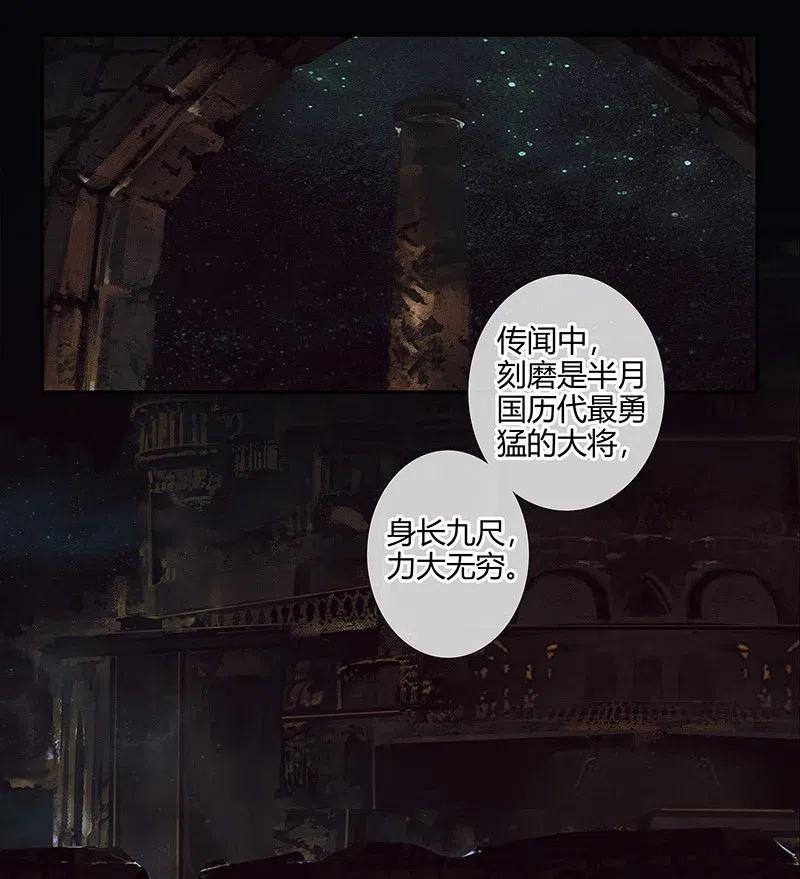 传闻中，
刻磨是半月
国历代最勇
猛的大将，
身长九尺，
力大无穷。